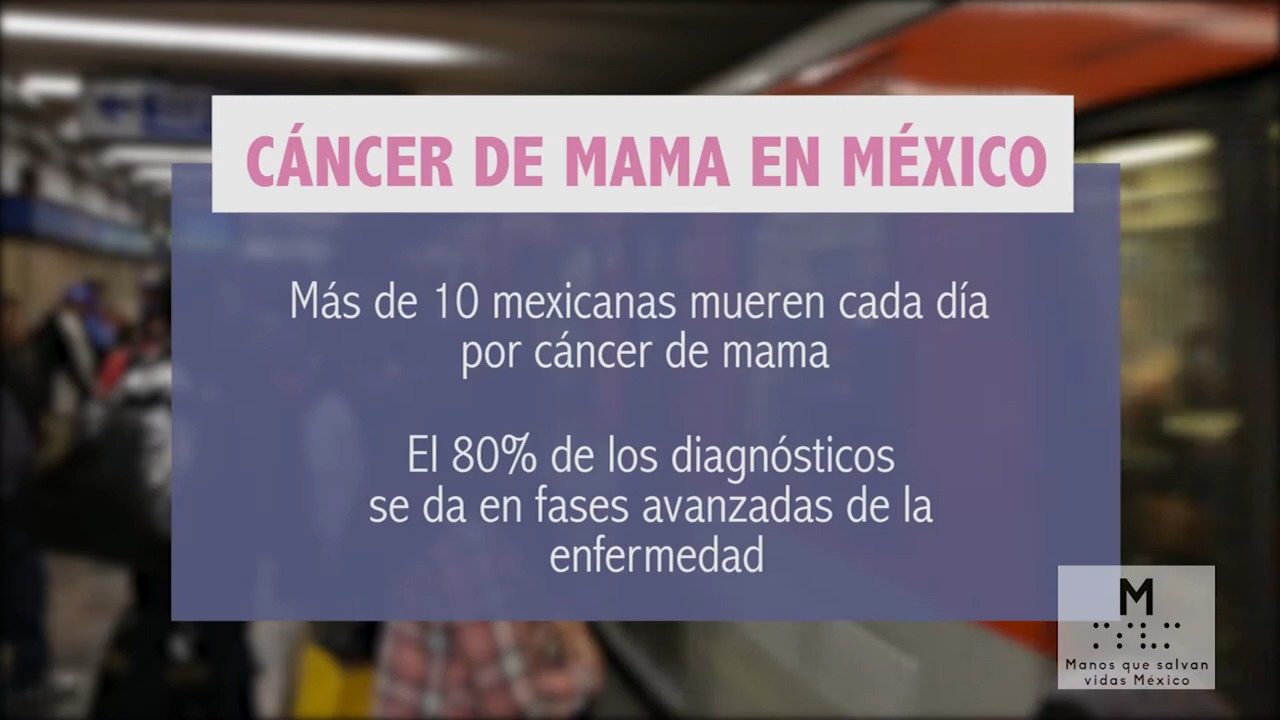 CÁNCER DE MAMA EN MÉXICO
Más de 10 mexicanas mueren cada día
por cáncer de mama
El 80% de los diagnósticos
se da en fases avanzadas de la
enfermedad
M
Manos que salvan
vidas México